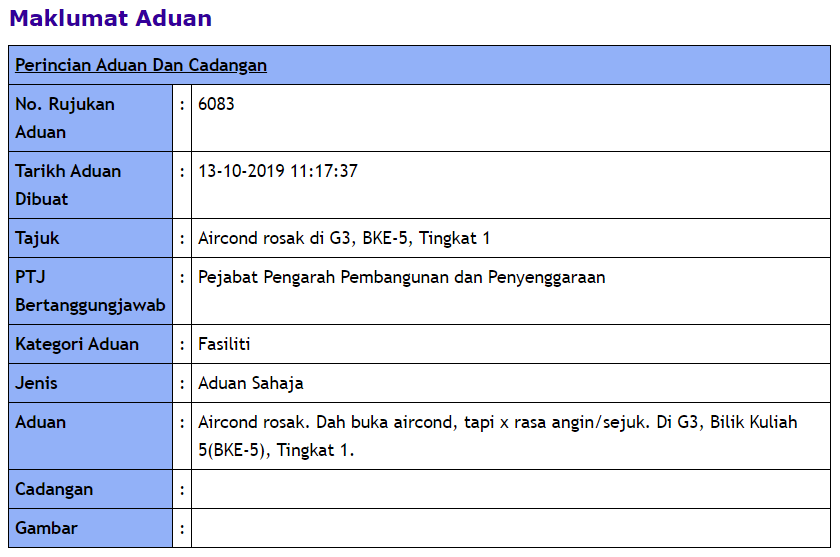 Maklumat Aduan
Perincian Aduan Dan Cadangan
No. Rujukan : 6083
Aduan
Tarikh Aduan : 13-10-2019 11:17:37
Dibuat
Tajuk : Aircond rosak di G3, BKE-5, Tingkat 1
PTJ : Pejabat Pengarah Pembangunan dan Penyenggaraan
Bertanggungjawab
Kategori Aduan : Fasiliti
Jenis : Aduan Sahaja
Aduan : Aircond rosak. Dah buka aircond, tapi x rasa angin/sejuk. Di G3, Bilik Kuliah
5(BKE-5), Tingkat 1.
Cadangan :
Gambar :